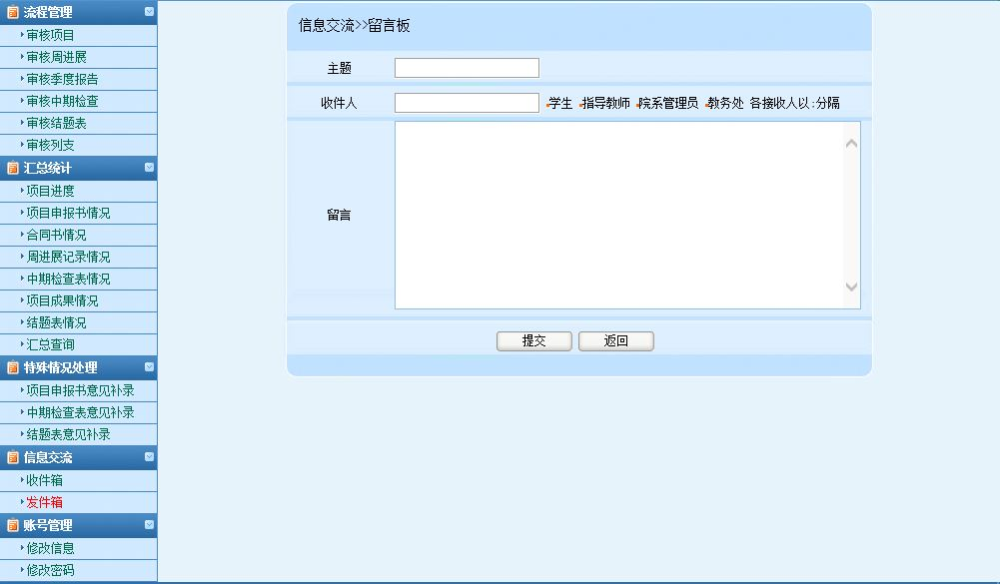 流程管理
审核项目
审核周进展
审核季度报告
审核中期检查
审核结题表
审核列支
汇总统计
项目进度
项目申报书情况
合同书情况
周进展记录情况
中期检查表情况
项目成果情况
结题表情况
汇总查询
特殊情况处理
项目申报书意见补录
中期检查表意见补录
结题表意见补录
信息交流
收件箱
发件箱
账号管理
修改信息
修改密码
信息交流>>留言板
主题
收件人 学生 指导教师 院系管理员 教务处 各接收人以;分隔
留言
提交 返回